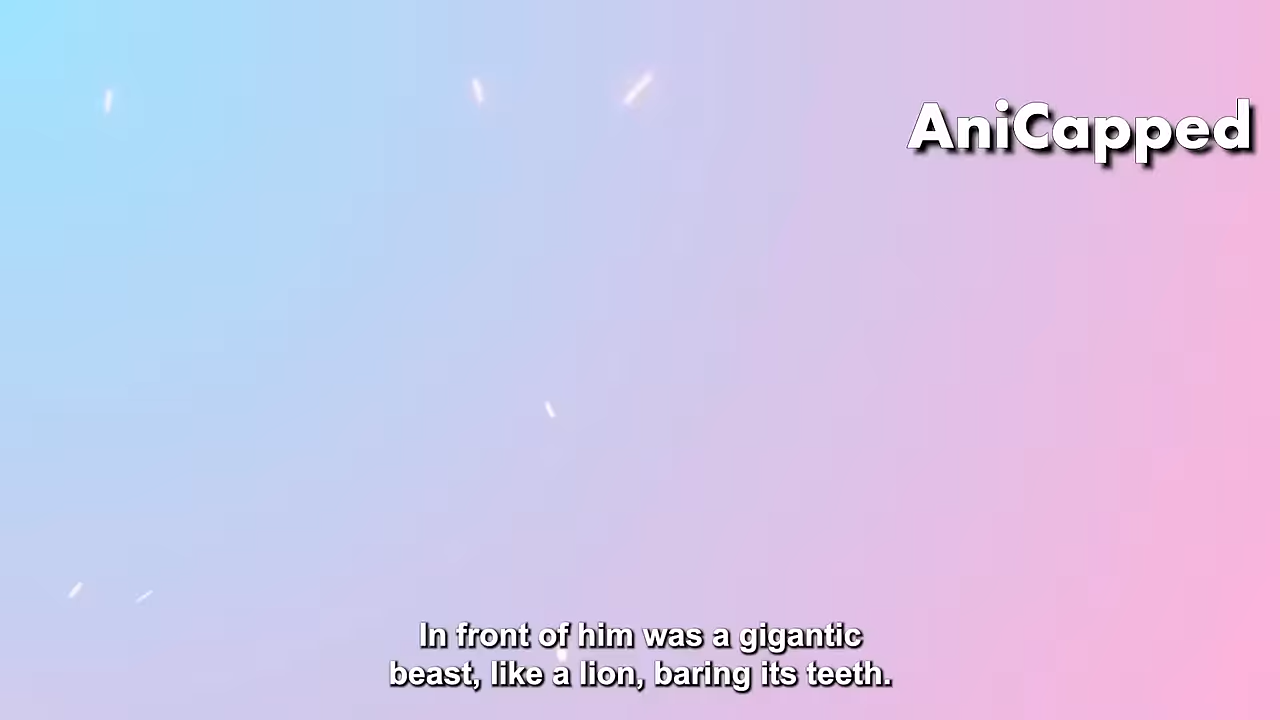 AniCapped
In front of him was a gigantic
beast, like a lion, baring its teeth.